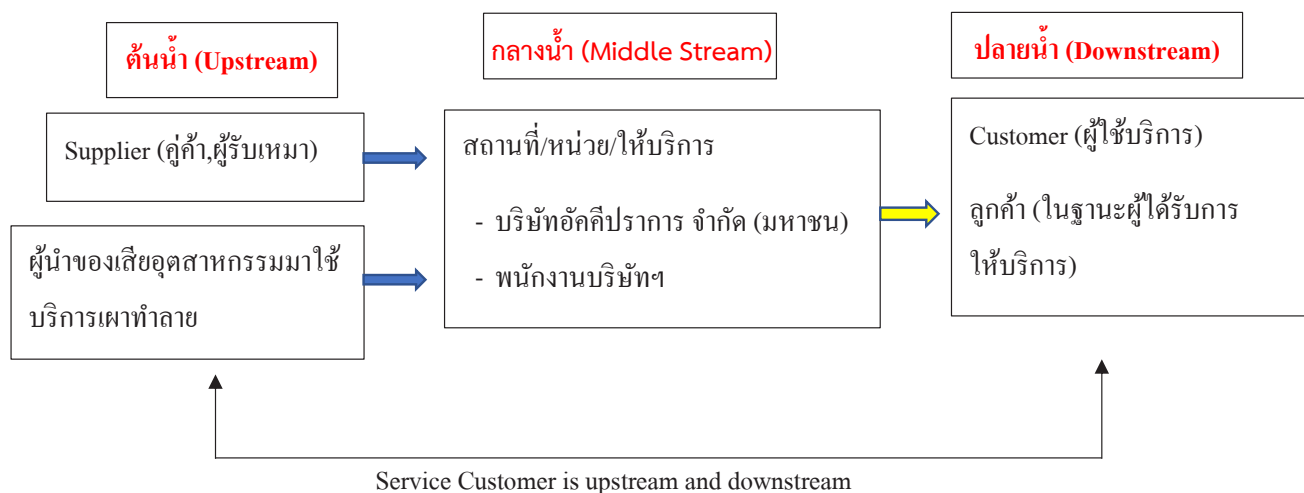 ต้นน้ำ (Upstream)
กลางน้ำ (Middle Stream)
ปลายน้ำ (Downstream)
Supplier (คู่ค้า,ผู้รับเหมา)
ผู้นำของเสียอุตสาหกรรมมาใช้
บริการเผาทำลาย
สถานที่/หน่วย/ให้บริการ
- บริษัทอัคคีปราการ จำกัด (มหาชน)
- พนักงานบริษัทฯ
Customer (ผู้ใช้บริการ)
ลูกค้า (ในฐานะผู้ได้รับการ
ให้บริการ)
Service Customer is upstream and downstream